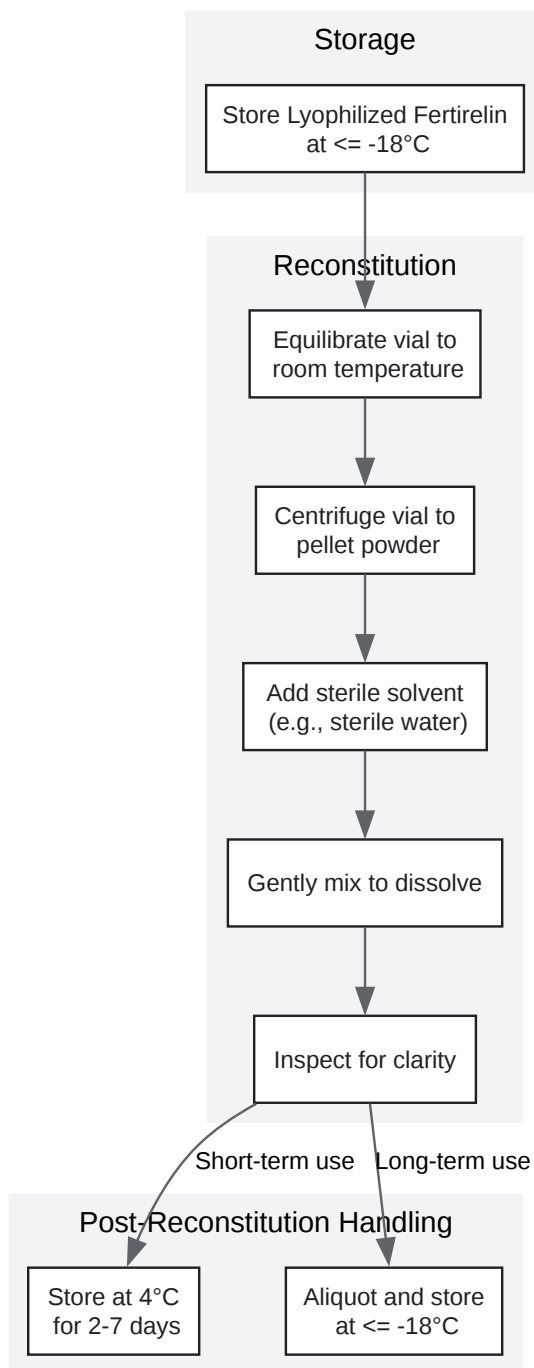 Storage
Store Lyophilized Fertirelin
at <= -18°C
Reconstitution
Equilibrate vial to
room temperature
Centrifuge vial to
pellet powder
Add sterile solvent
(e.g., sterile water)
Gently mix to dissolve
Inspect for clarity
Short-term use
Long-term use
Post-Reconstitution Handling
Store at 4°C
for 2-7 days
Aliquot and store
at <= -18°C